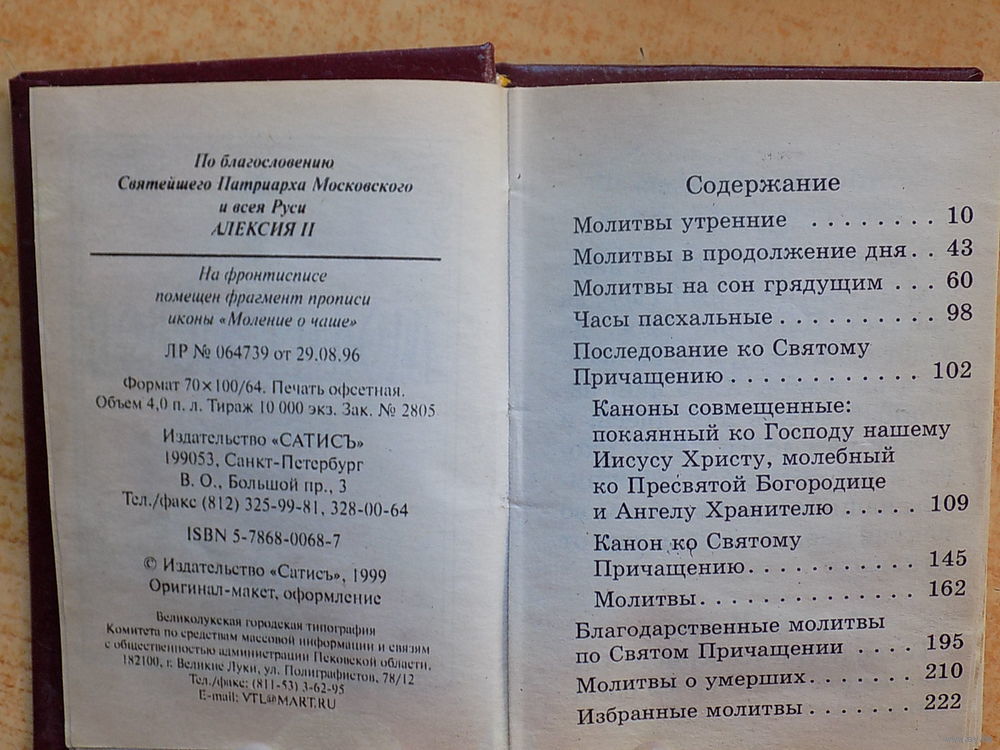 По благословению
Святейшего Патриарха Московского
и всея Руси
АЛЕКСИЯ II
На фронтисписе
помещен фрагмент прописи
иконы «Моление о чаше»
ЛР № 064739 от 29.08.96
Формат 70×100/64. Печать офсетная.
Объем 4,0 п. л. Тираж 10 000 экз. Зак. № 2805
Издательство «САТИСЪ»
199053, Санкт-Петербург
В. О., Большой пр., 3
Тел./факс (812) 325-99-81, 328-00-64
ISBN 5-7868-0068-7
© Издательство «Сатисъ», 1999
Оригинал-макет, оформление
Великолукская городская типография
Комитета по средствам массовой информации и связям
с общественностью администрации Псковской области,
182100, г. Великие Луки, ул. Полиграфистов, 78/12
Тел./факс: (811-53) 3-62-95
E-mail: VTL@MART.RU
Содержание
Молитвы утренние . . . . . . . . 10
Молитвы в продолжение дня . . 43
Молитвы на сон грядущим . . . 60
Часы пасхальные . . . . . . . . . . 98
Последование ко Святому
Причащению . . . . . . . . . . . . 102
Каноны совмещенные:
покаянный ко Господу нашему
Иисусу Христу, молебный
ко Пресвятой Богородице
и Ангелу Хранителю . . . . . 109
Канон ко Святому
Причащению. . . . . . . . . . . 145
Молитвы. . . . . . . . . . . . . . 162
Благодарственные молитвы
по Святом Причащении . . . . 195
Молитвы о умерших. . . . . . . . 210
Избранные молитвы . . . . . . . 222